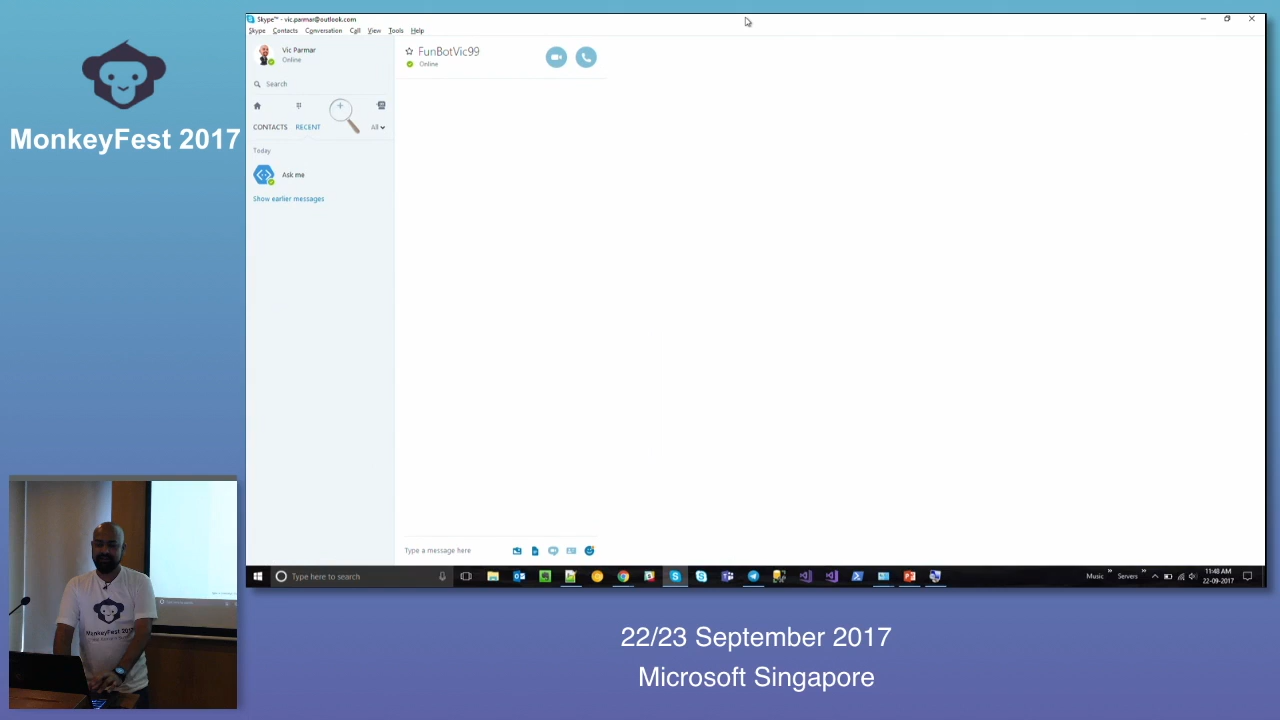 MonkeyFest 2017
Skype™ - vic.parmar@outlook.com
Skype Contacts Conversation Call View Tools Help
Vic Parmar
Online
Search
CONTACTS RECENT All
Today
Ask me
Show earlier messages
FunBotVic99
Online
Type a message here
Type here to search
Music Servers 11:48 AM
22-09-2017
MonkeyFest 2017
22/23 September 2017
Microsoft Singapore